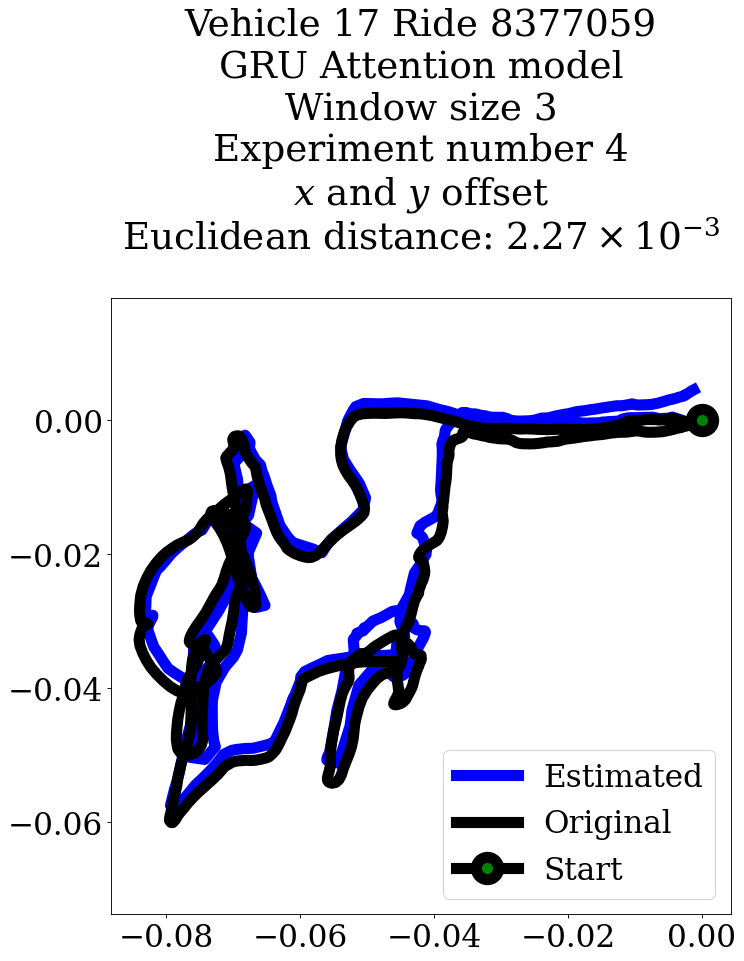 Vehicle 17 Ride 8377059
GRU Attention model
Window size 3
Experiment number 4
x and y offset
Euclidean distance: 2.27 × 10⁻³
0.00
−0.02
−0.04
−0.06
Estimated
Original
Start
−0.08
−0.06
−0.04
−0.02
0.00